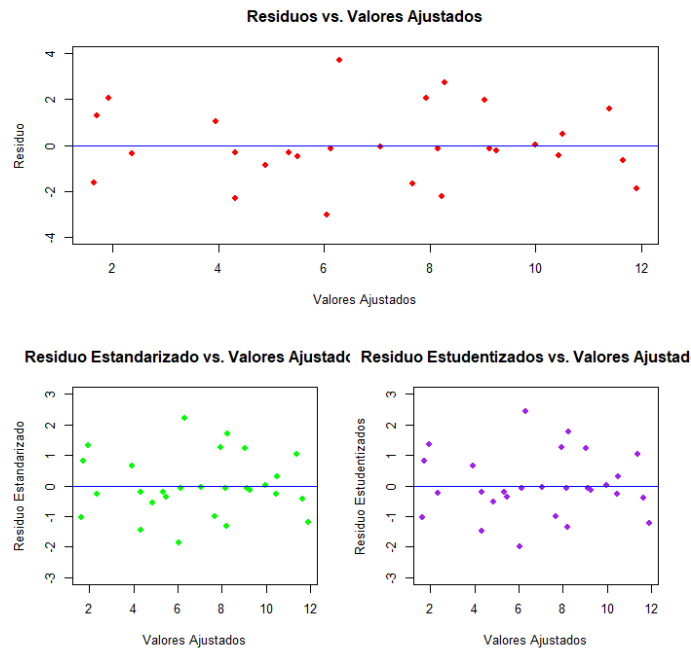 Residuos vs. Valores Ajustados
4
2
0
-2
-4
Residuo
2 4 6 8 10 12
Valores Ajustados
Residuo Estandarizado vs. Valores Ajustado
3
2
1
0
-1
-2
-3
Residuo Estandarizado
2 4 6 8 10 12
Valores Ajustados
Residuo Estudentizados vs. Valores Ajustad
3
2
1
0
-1
-2
-3
Residuo Estudentizados
2 4 6 8 10 12
Valores Ajustados